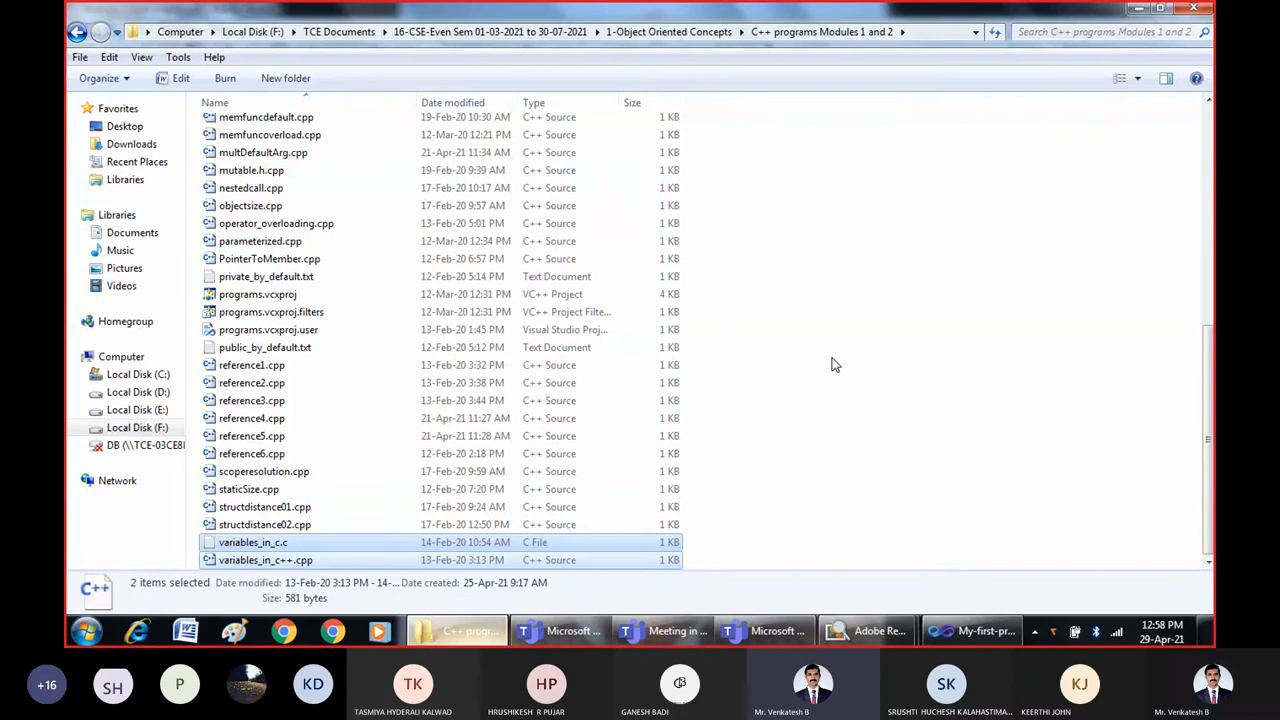 Computer ▸ Local Disk (F:) ▸ TCE Documents ▸ 16-CSE-Even Sem 01-03-2021 to 30-07-2021 ▸ 1-Object Oriented Concepts ▸ C++ programs Modules 1 and 2 ▸ Search C++ programs Modules 1 and 2
File Edit View Tools Help
Organize Edit Burn New folder
Name Date modified Type Size
Favorites
Desktop
Downloads
Recent Places
Libraries
Libraries
Documents
Music
Pictures
Videos
Homegroup
Computer
Local Disk (C:)
Local Disk (D:)
Local Disk (E:)
Local Disk (F:)
DB (\\TCE-03CE8
Network
memfuncdefault.cpp 19-Feb-20 10:30 AM C++ Source 1 KB
memfuncoverload.cpp 12-Mar-20 12:21 PM C++ Source 1 KB
multDefaultArg.cpp 21-Apr-21 11:34 AM C++ Source 1 KB
mutable.h.cpp 19-Feb-20 9:39 AM C++ Source 1 KB
nestedcall.cpp 17-Feb-20 10:17 AM C++ Source 1 KB
objectsize.cpp 17-Feb-20 9:57 AM C++ Source 1 KB
operator_overloading.cpp 13-Feb-20 5:01 PM C++ Source 1 KB
parameterized.cpp 12-Mar-20 12:34 PM C++ Source 1 KB
PointerToMember.cpp 12-Feb-20 6:57 PM C++ Source 1 KB
private_by_default.txt 12-Feb-20 5:14 PM Text Document 1 KB
programs.vcxproj 12-Mar-20 12:31 PM VC++ Project 4 KB
programs.vcxproj.filters 12-Mar-20 12:31 PM VC++ Project Filte... 1 KB
programs.vcxproj.user 13-Feb-20 1:45 PM Visual Studio Proj... 1 KB
public_by_default.txt 12-Feb-20 5:12 PM Text Document 1 KB
reference1.cpp 13-Feb-20 3:32 PM C++ Source 1 KB
reference2.cpp 13-Feb-20 3:38 PM C++ Source 1 KB
reference3.cpp 13-Feb-20 3:44 PM C++ Source 1 KB
reference4.cpp 21-Apr-21 11:27 AM C++ Source 1 KB
reference5.cpp 21-Apr-21 11:28 AM C++ Source 1 KB
reference6.cpp 12-Feb-20 2:18 PM C++ Source 1 KB
scoperesolution.cpp 17-Feb-20 9:59 AM C++ Source 1 KB
staticSize.cpp 12-Feb-20 7:20 PM C++ Source 1 KB
structdistance01.cpp 17-Feb-20 9:24 AM C++ Source 1 KB
structdistance02.cpp 17-Feb-20 12:50 PM C++ Source 1 KB
variables_in_c.c 14-Feb-20 10:54 AM C File 1 KB
variables_in_c++.cpp 13-Feb-20 3:13 PM C++ Source 1 KB
C++ 2 items selected Date modified: 13-Feb-20 3:13 PM - 14-... Date created: 25-Apr-21 9:17 AM
Size: 581 bytes
C++ progr... Microsoft ... Meeting in ... Microsoft ... Adobe Re... My-first-pr... 12:58 PM
29-Apr-21
+16 SH P KD TK HP SK KJ
TASMIYA HYDERALI KALWAD HRUSHIKESH R PUJAR GANESH BADI Mr. Venkatesh B SRUSHTI HUCHESH KALAHASTIMA... KEERTHI JOHN Mr. Venkatesh B